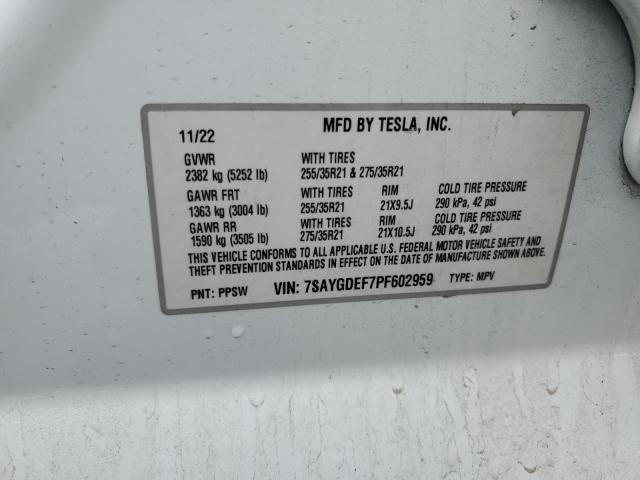 11/22 MFD BY TESLA, INC.
GVWR WITH TIRES
2382 kg (5252 lb) 255/35R21 & 275/35R21
GAWR FRT WITH TIRES RIM COLD TIRE PRESSURE
1363 kg (3004 lb) 255/35R21 21X9.5J 290 kPa, 42 psi
GAWR RR WITH TIRES RIM COLD TIRE PRESSURE
1590 kg (3505 lb) 275/35R21 21X10.5J 290 kPa, 42 psi
THIS VEHICLE CONFORMS TO ALL APPLICABLE U.S. FEDERAL MOTOR VEHICLE SAFETY AND
THEFT PREVENTION STANDARDS IN EFFECT ON THE DATE OF MANUFACTURE SHOWN ABOVE.
PNT: PPSW VIN: 7SAYGDEF7PF602959 TYPE: MPV